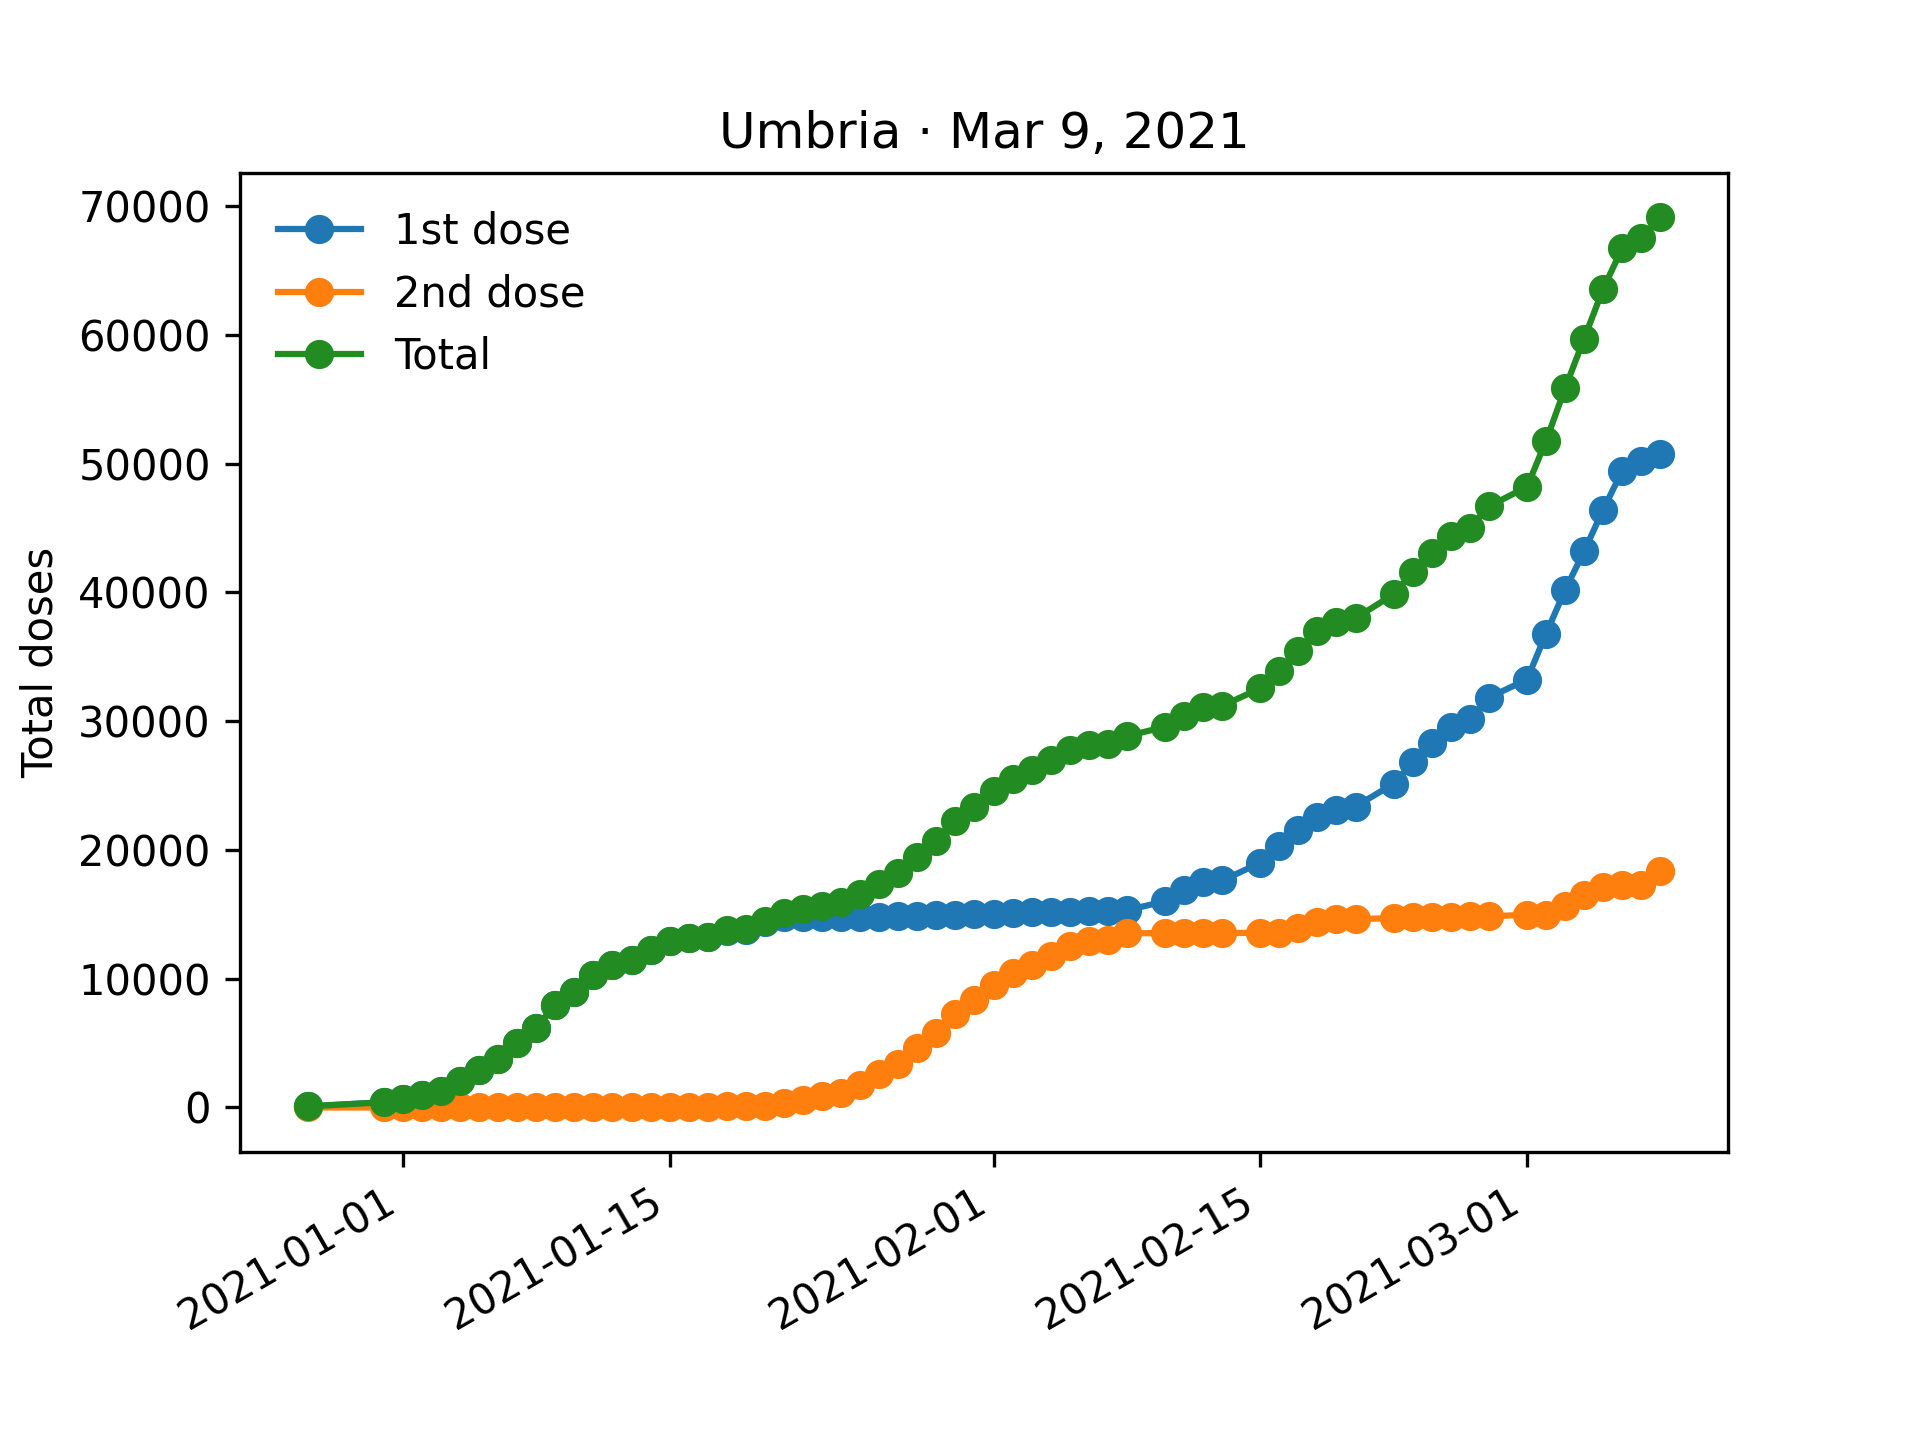 Umbria · Mar 9, 2021
70000
60000
50000
40000
30000
20000
10000
0
Total doses
1st dose
2nd dose
Total
2021-01-01
2021-01-15
2021-02-01
2021-02-15
2021-03-01